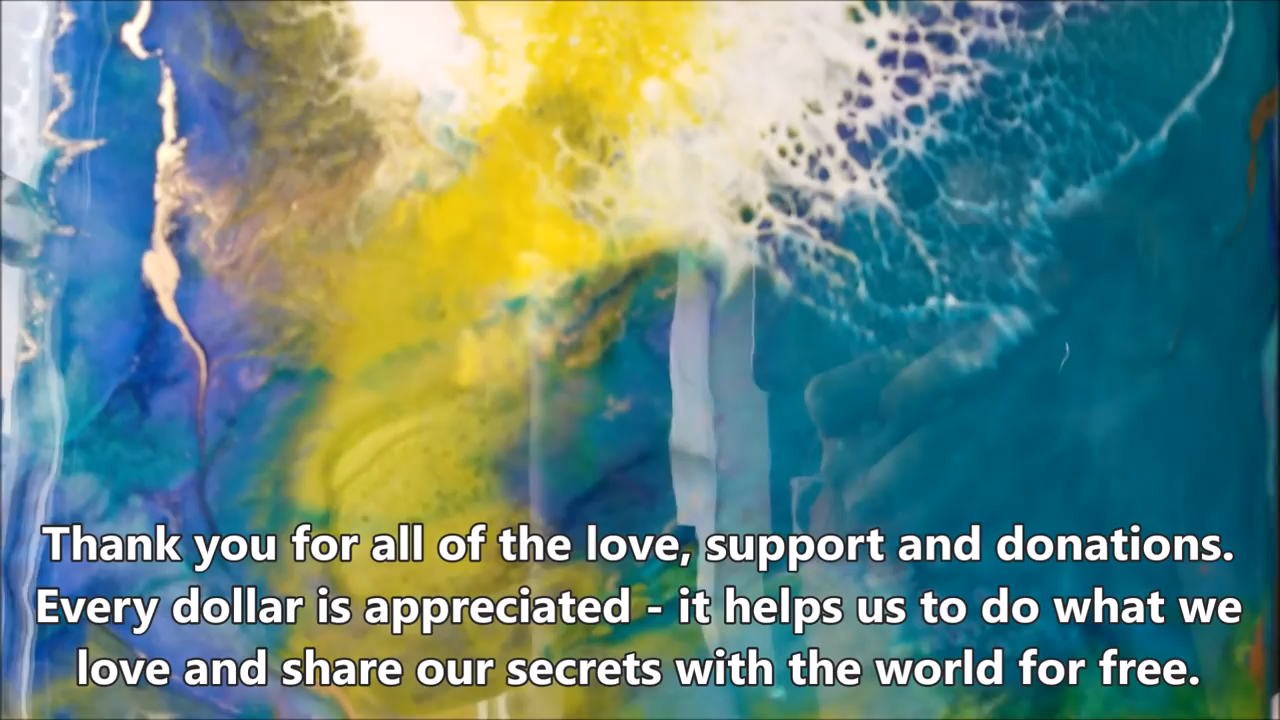 Thank you for all of the love, support and donations.
Every dollar is appreciated - it helps us to do what we
love and share our secrets with the world for free.